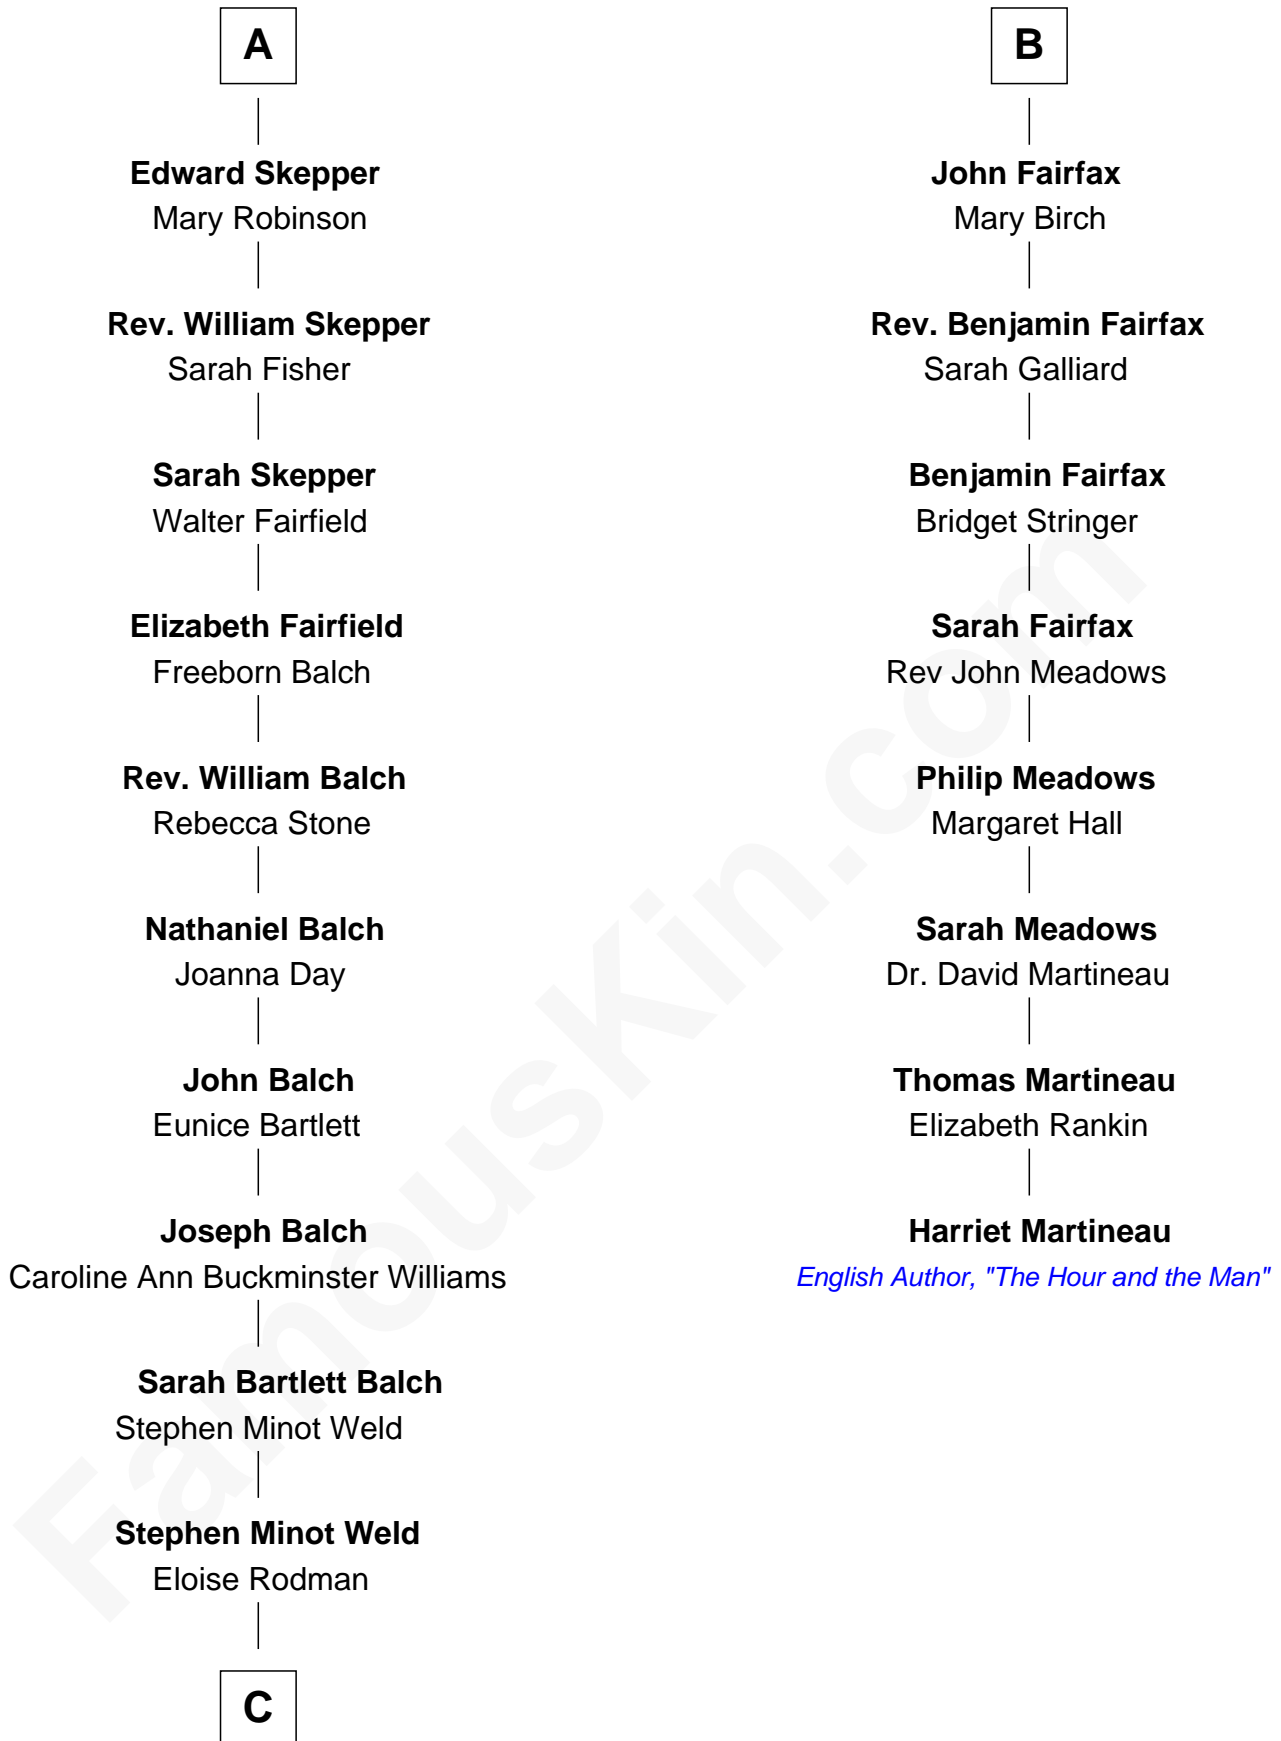 A
Edward Skepper
Mary Robinson
Rev. William Skepper
Sarah Fisher
Sarah Skepper
Walter Fairfield
Elizabeth Fairfield
Freeborn Balch
Rev. William Balch
Rebecca Stone
Nathaniel Balch
Joanna Day
John Balch
Eunice Bartlett
Joseph Balch
Caroline Ann Buckminster Williams
Sarah Bartlett Balch
Stephen Minot Weld
Stephen Minot Weld
Eloise Rodman
C
B
John Fairfax
Mary Birch
Rev. Benjamin Fairfax
Sarah Galliard
Benjamin Fairfax
Bridget Stringer
Sarah Fairfax
Rev John Meadows
Philip Meadows
Margaret Hall
Sarah Meadows
Dr. David Martineau
Thomas Martineau
Elizabeth Rankin
Harriet Martineau
English Author, "The Hour and the Man"
FamousKin.com